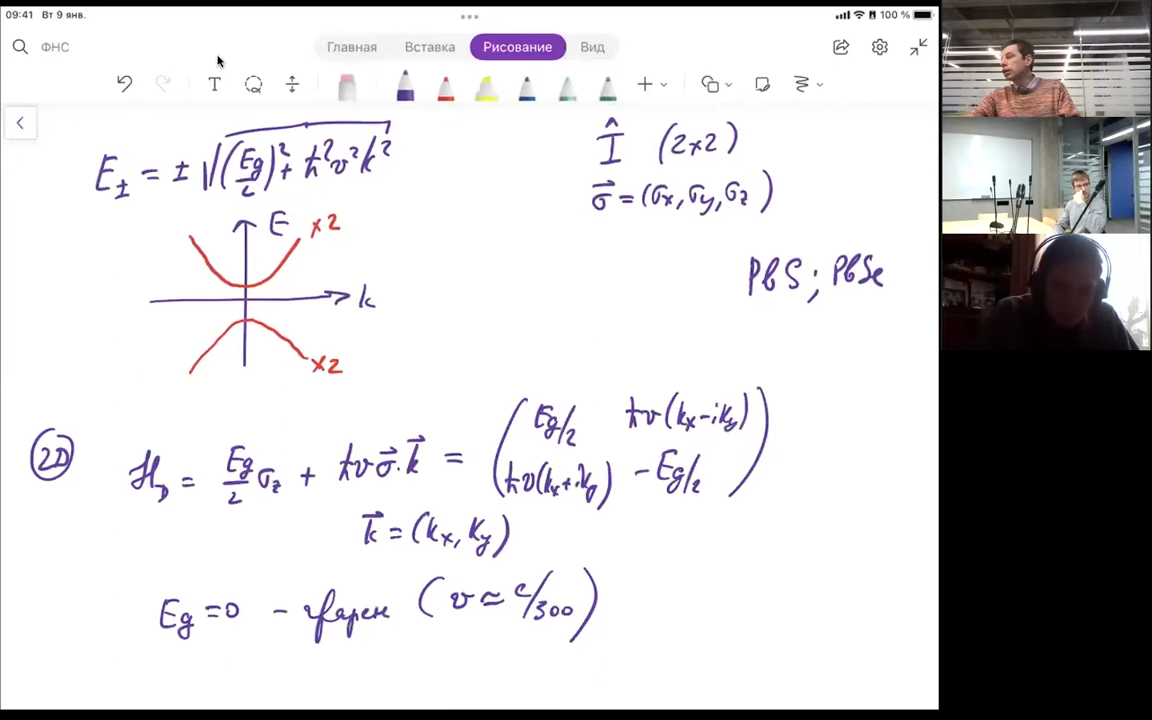 09:41 Вт 9 янв. 100 %
ФНС Главная Вставка Рисование Вид
E± = ± √((Eg/2)² + ħ²v²k²)
Î (2×2)
σ⃗ = (σx, σy, σz)
E ×2
k
×2
PbS; PbSe
2D
H_D = Eg/2 σz + ħv σ⃗·k⃗ = ( Eg/2 ħv(kx−iky)
ħv(kx+iky) −Eg/2 )
k⃗ = (kx, ky)
Eg = 0 – графен (v ≃ c/300)